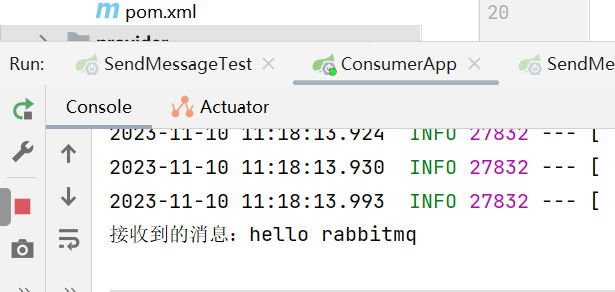 pom.xml
20
provider
Run: SendMessageTest ConsumerApp SendMe
Console Actuator
2023-11-10 11:18:13.924 INFO 27832 --- [
2023-11-10 11:18:13.930 INFO 27832 --- [
2023-11-10 11:18:13.993 INFO 27832 --- [
接收到的消息：hello rabbitmq